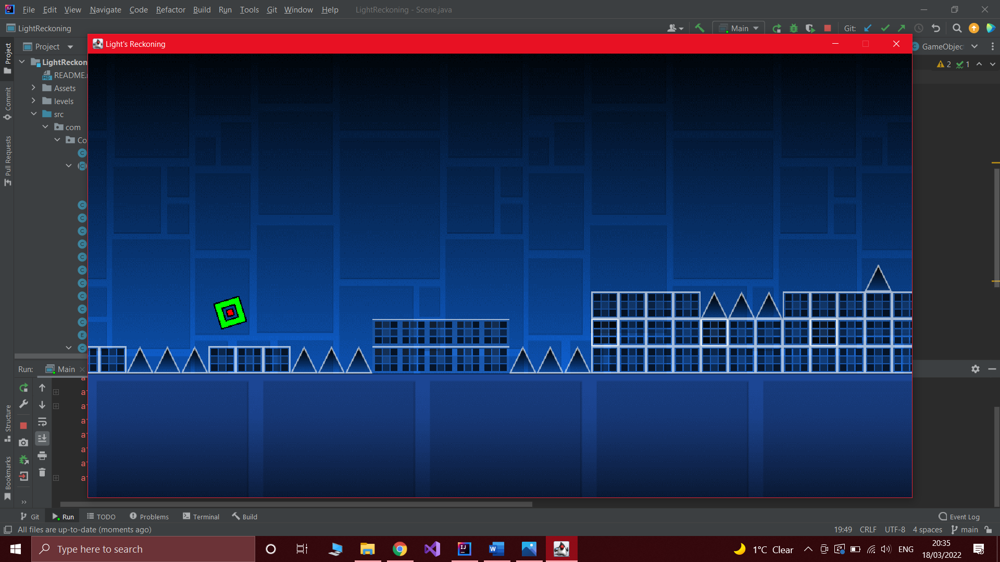 File Edit View Navigate Code Refactor Build Run Tools Git Window Help LightReckoning - Scene.java
LightReckoning Main Git:
Light's Reckoning
Project GameObjec
LightReckon
2 1
README.
Assets
levels
src
com
Co
Project
Commit
Pull Requests
Structure
Bookmarks
Run: Main
a
a
a
a
a
a
a
a
Git Run TODO Problems Terminal Build Event Log
All files are up-to-date (moments ago) 19:49 CRLF UTF-8 4 spaces main
Type here to search 1°C Clear ENG 20:35
18/03/2022